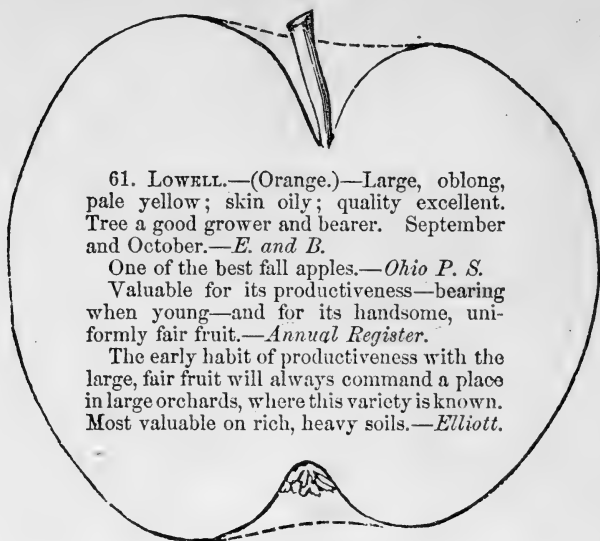 61. LOWELL.—(Orange.)—Large, oblong,
pale yellow; skin oily; quality excellent.
Tree a good grower and bearer. September
and October.—E. and B.
One of the best fall apples.—Ohio P. S.
Valuable for its productiveness—bearing
when young—and for its handsome, uni-
formly fair fruit.—Annual Register.
The early habit of productiveness with the
large, fair fruit will always command a place
in large orchards, where this variety is known.
Most valuable on rich, heavy soils.—Elliott.